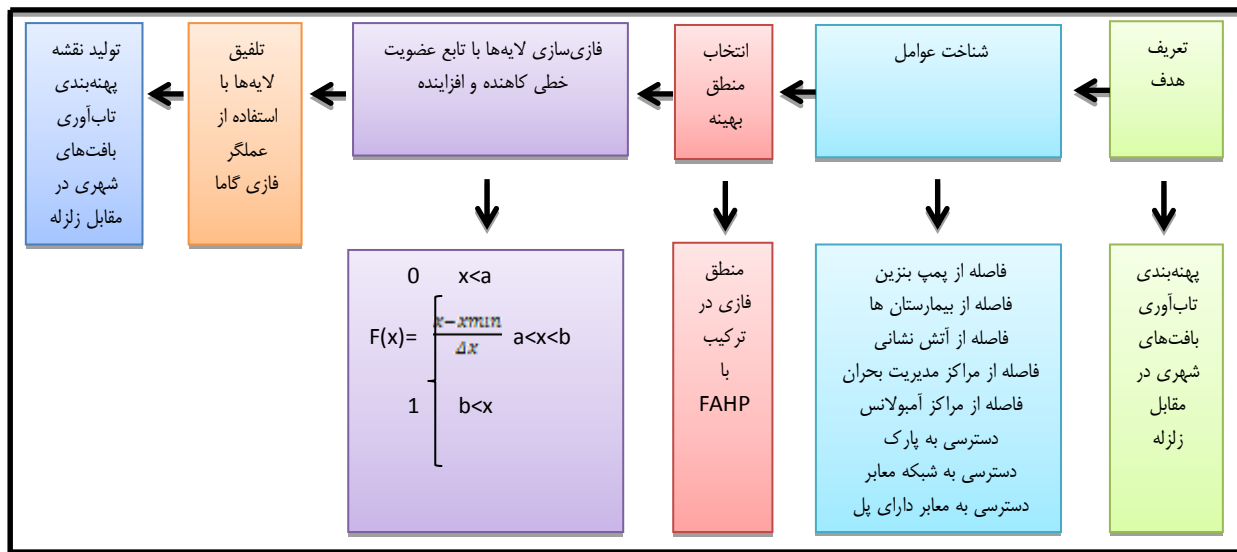 تعریف
هدف
شناخت عوامل
انتخاب
منطق
بهینه
فازی‌سازی لایه‌ها با تابع عضویت
خطی کاهنده و افزاینده
تلفیق
لایه‌ها با
استفاده از
عملگر
فازی گاما
تولید نقشه
پهنه‌بندی
تاب‌آوری
بافت‌های
شهری در
مقابل زلزله
پهنه‌بندی
تاب‌آوری
بافت‌های
شهری در
مقابل
زلزله
فاصله از پمپ بنزین
فاصله از بیمارستان ها
فاصله از آتش نشانی
فاصله از مراکز مدیریت بحران
فاصله از مراکز آمبولانس
دسترسی به پارک
دسترسی به شبکه معابر
دسترسی به معابر دارای پل
منطق
فازی در
ترکیب
با
FAHP
0 x<a
F(x)= x−xmin / Δx a<x<b
1 b<x